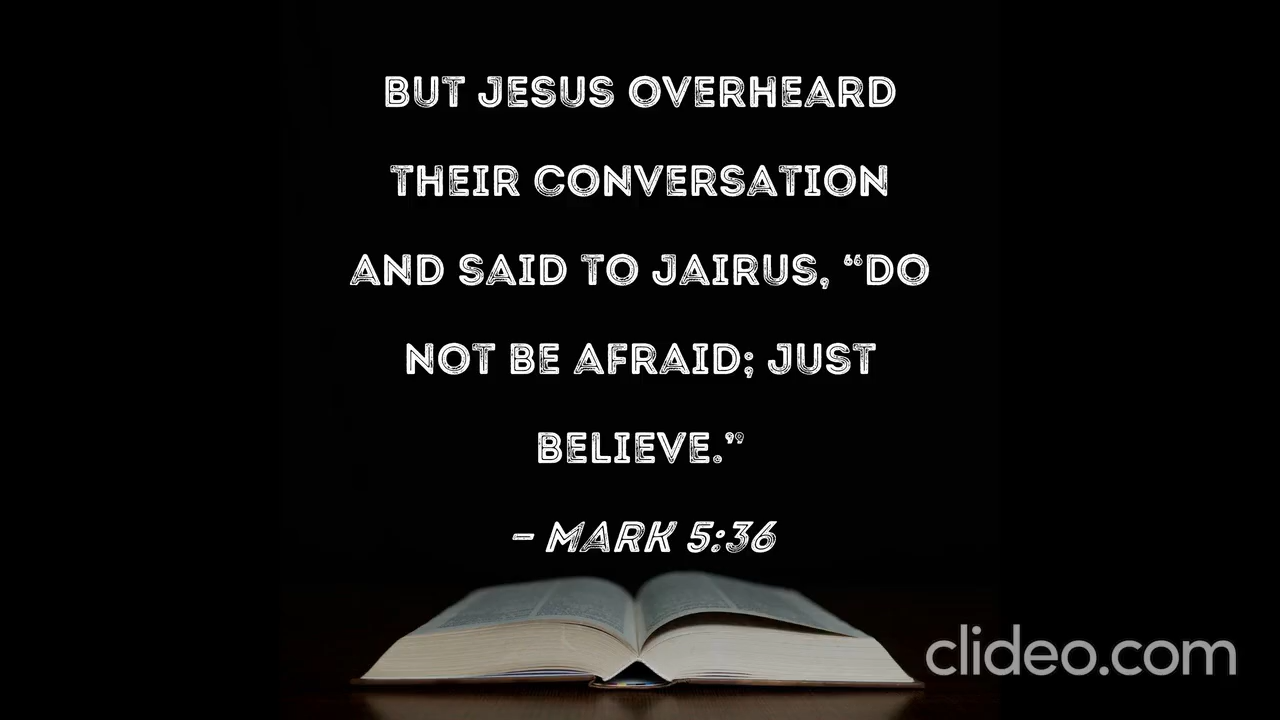 BUT JESUS OVERHEARD
THEIR CONVERSATION
AND SAID TO JAIRUS, “DO
NOT BE AFRAID; JUST
BELIEVE.”
– MARK 5:36
clideo.com